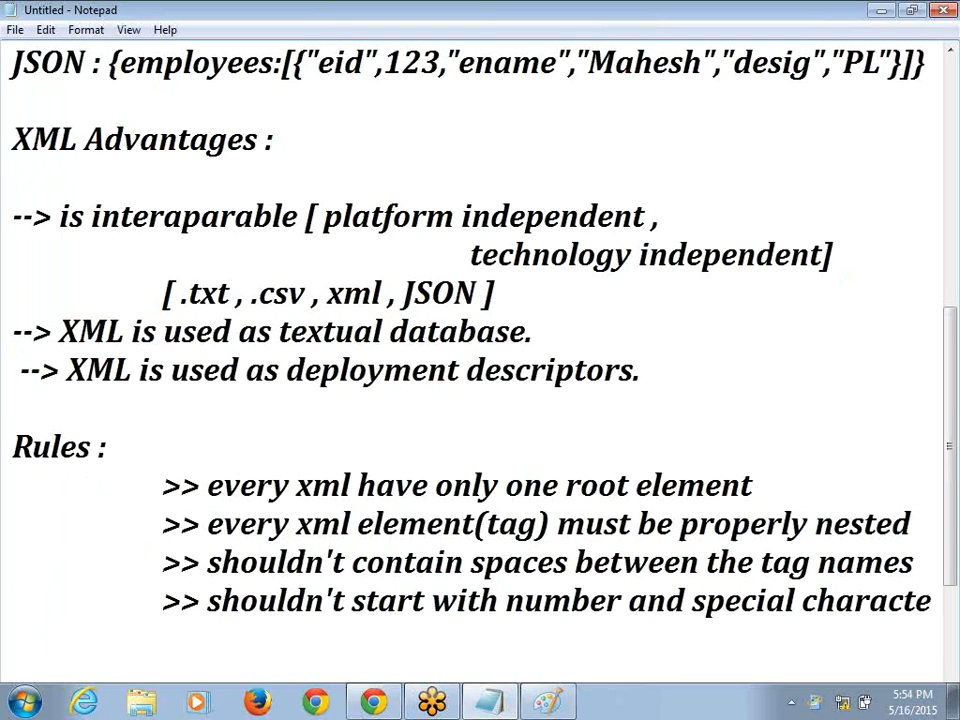 Untitled - Notepad
File Edit Format View Help
JSON : {employees:[{"eid",123,"ename","Mahesh","desig","PL"}]}
XML Advantages :
--> is interaparable [ platform independent ,
technology independent]
[ .txt , .csv , xml , JSON ]
--> XML is used as textual database.
--> XML is used as deployment descriptors.
Rules :
>> every xml have only one root element
>> every xml element(tag) must be properly nested
>> shouldn't contain spaces between the tag names
>> shouldn't start with number and special characte
5:54 PM
5/16/2015